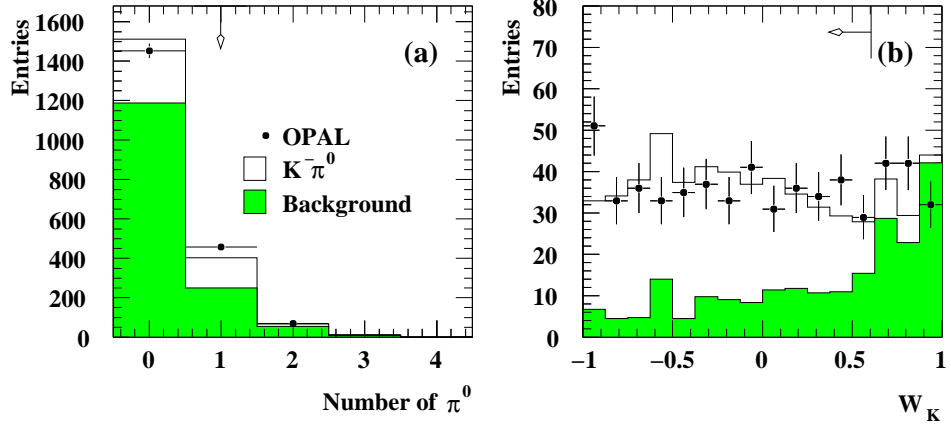 Entries
1600
1400
1200
1000
800
600
400
200
0
(a)
OPAL
K⁻π⁰
Background
0 1 2 3 4
Number of π⁰
Entries
80
70
60
50
40
30
20
10
0
(b)
−1 −0.5 0 0.5 1
W_K